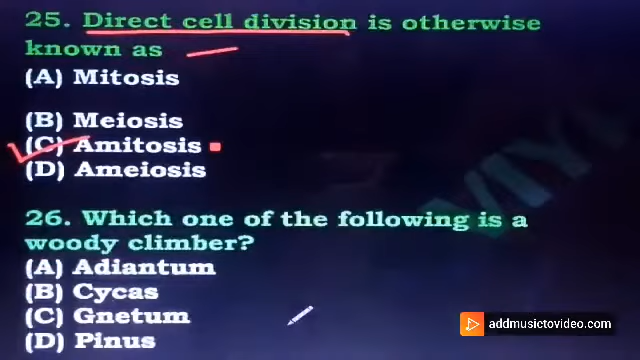 25. Direct cell division is otherwise
known as
(A) Mitosis
(B) Meiosis
(C) Amitosis
(D) Ameiosis
26. Which one of the following is a
woody climber?
(A) Adiantum
(B) Cycas
(C) Gnetum
(D) Pinus
addmusictovideo.com